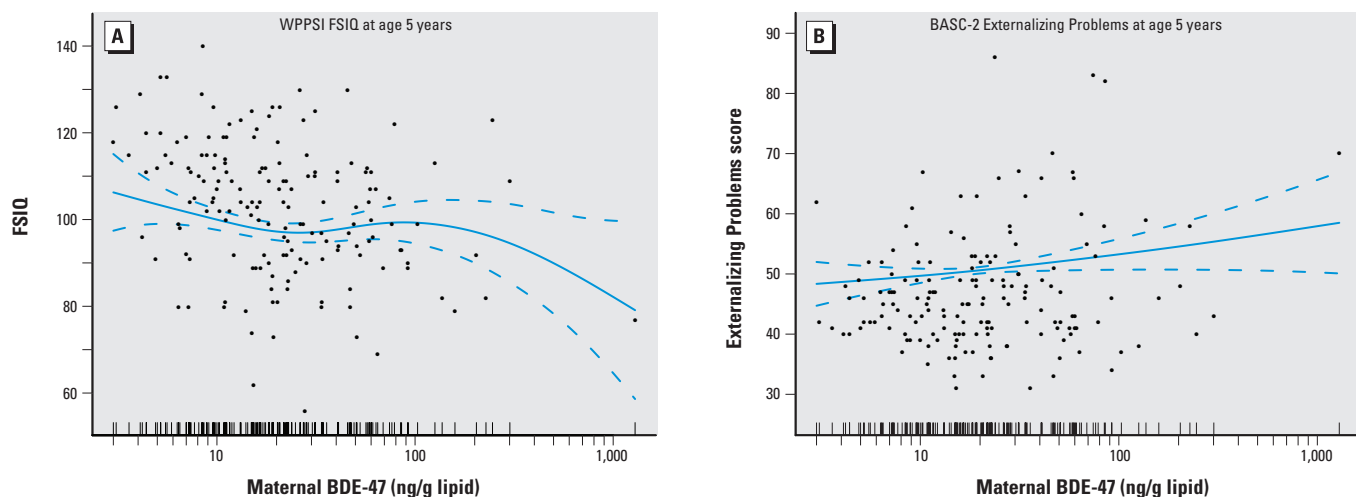 A
WPPSI FSIQ at age 5 years
140
120
100
80
60
FSIQ
10
100
1,000
Maternal BDE-47 (ng/g lipid)
B
BASC-2 Externalizing Problems at age 5 years
90
80
70
60
50
40
30
Externalizing Problems score
10
100
1,000
Maternal BDE-47 (ng/g lipid)